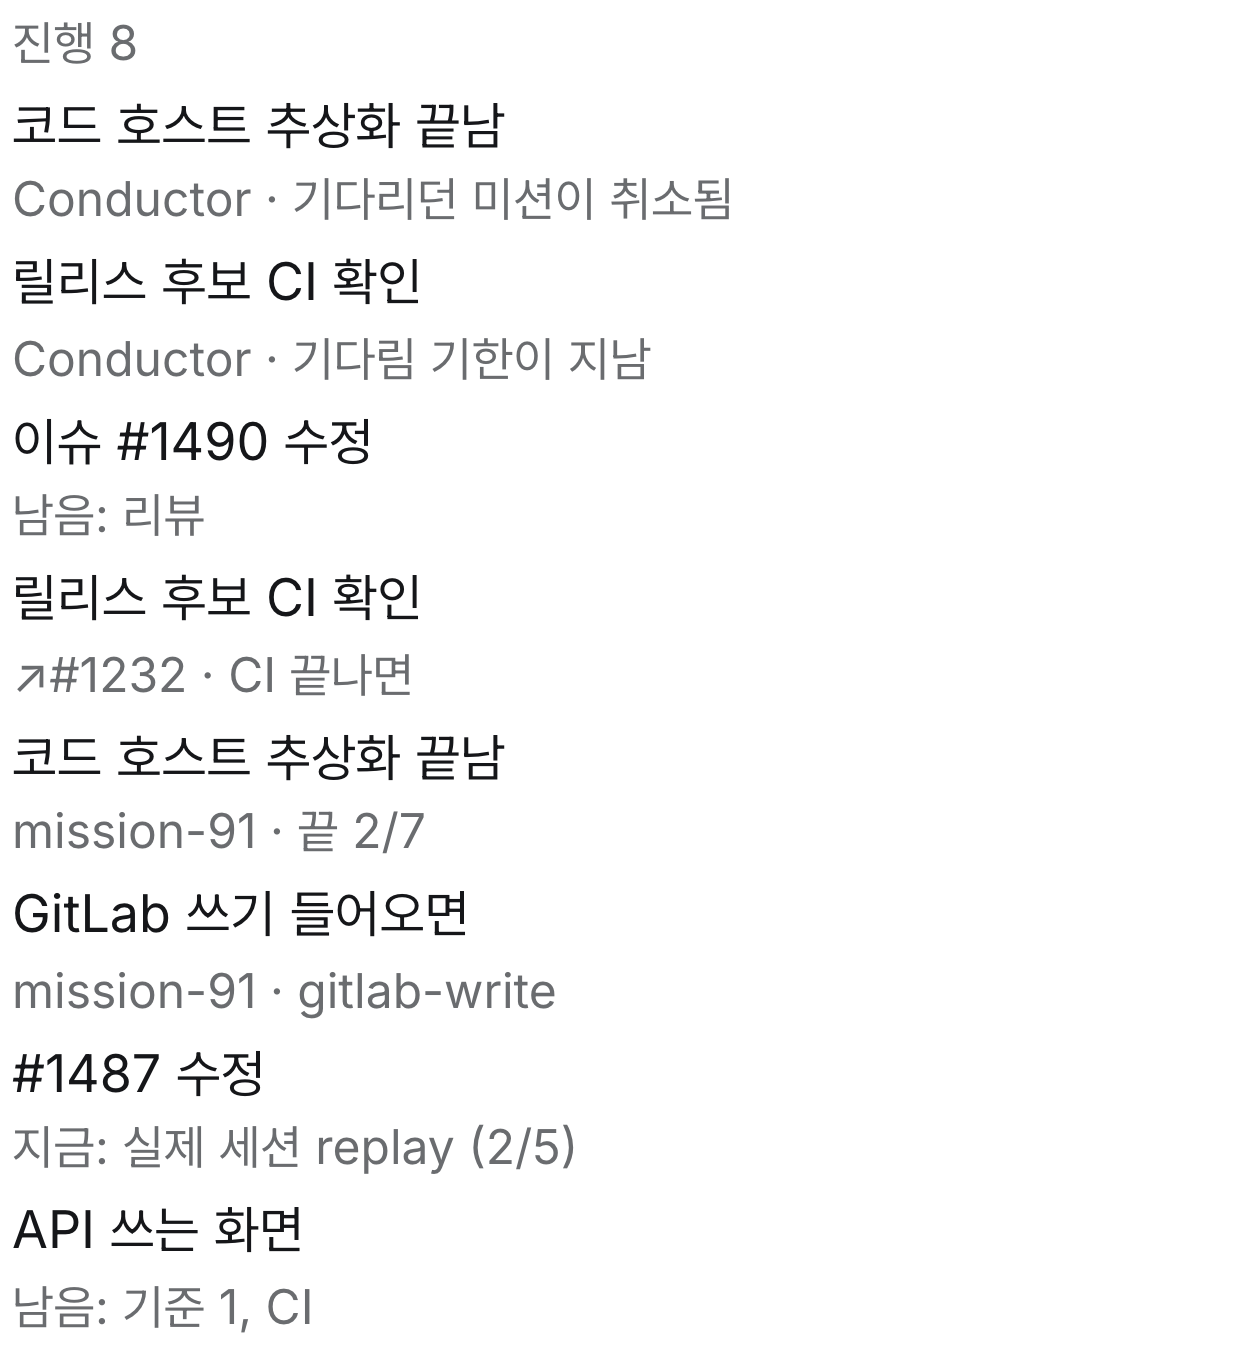 진행 8
코드 호스트 추상화 끝남
Conductor · 기다리던 미션이 취소됨
릴리스 후보 CI 확인
Conductor · 기다림 기한이 지남
이슈 #1490 수정
남음: 리뷰
릴리스 후보 CI 확인
↗#1232 · CI 끝나면
코드 호스트 추상화 끝남
mission-91 · 끝 2/7
GitLab 쓰기 들어오면
mission-91 · gitlab-write
#1487 수정
지금: 실제 세션 replay (2/5)
API 쓰는 화면
남음: 기준 1, CI